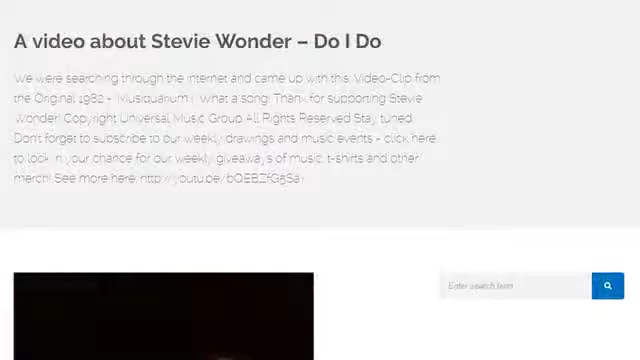 A video about Stevie Wonder – Do I Do
We were searching through the internet and came up with this Video-Clip from
the Original 1982 - Musiquarium I. What a song! Thank for supporting Stevie
Wonder! Copyright Universal Music Group All Rights Reserved Stay tuned.
Don't forget to subscribe to our weekly drawings and music events - click here
to lock in your chance for our weekly giveaways of music, t-shirts and other
merch! See more here:
Enter search term